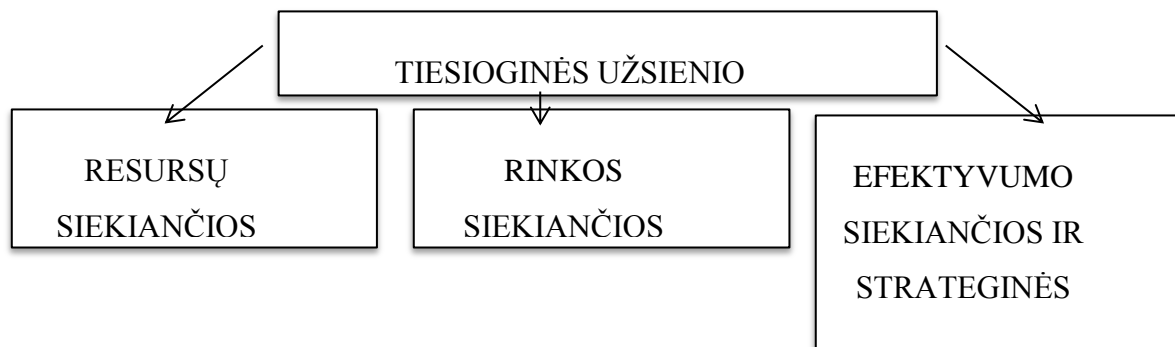 TIESIOGINĖS UŽSIENIO
RESURSŲ
SIEKIANČIOS
RINKOS
SIEKIANČIOS
EFEKTYVUMO
SIEKIANČIOS IR
STRATEGINĖS